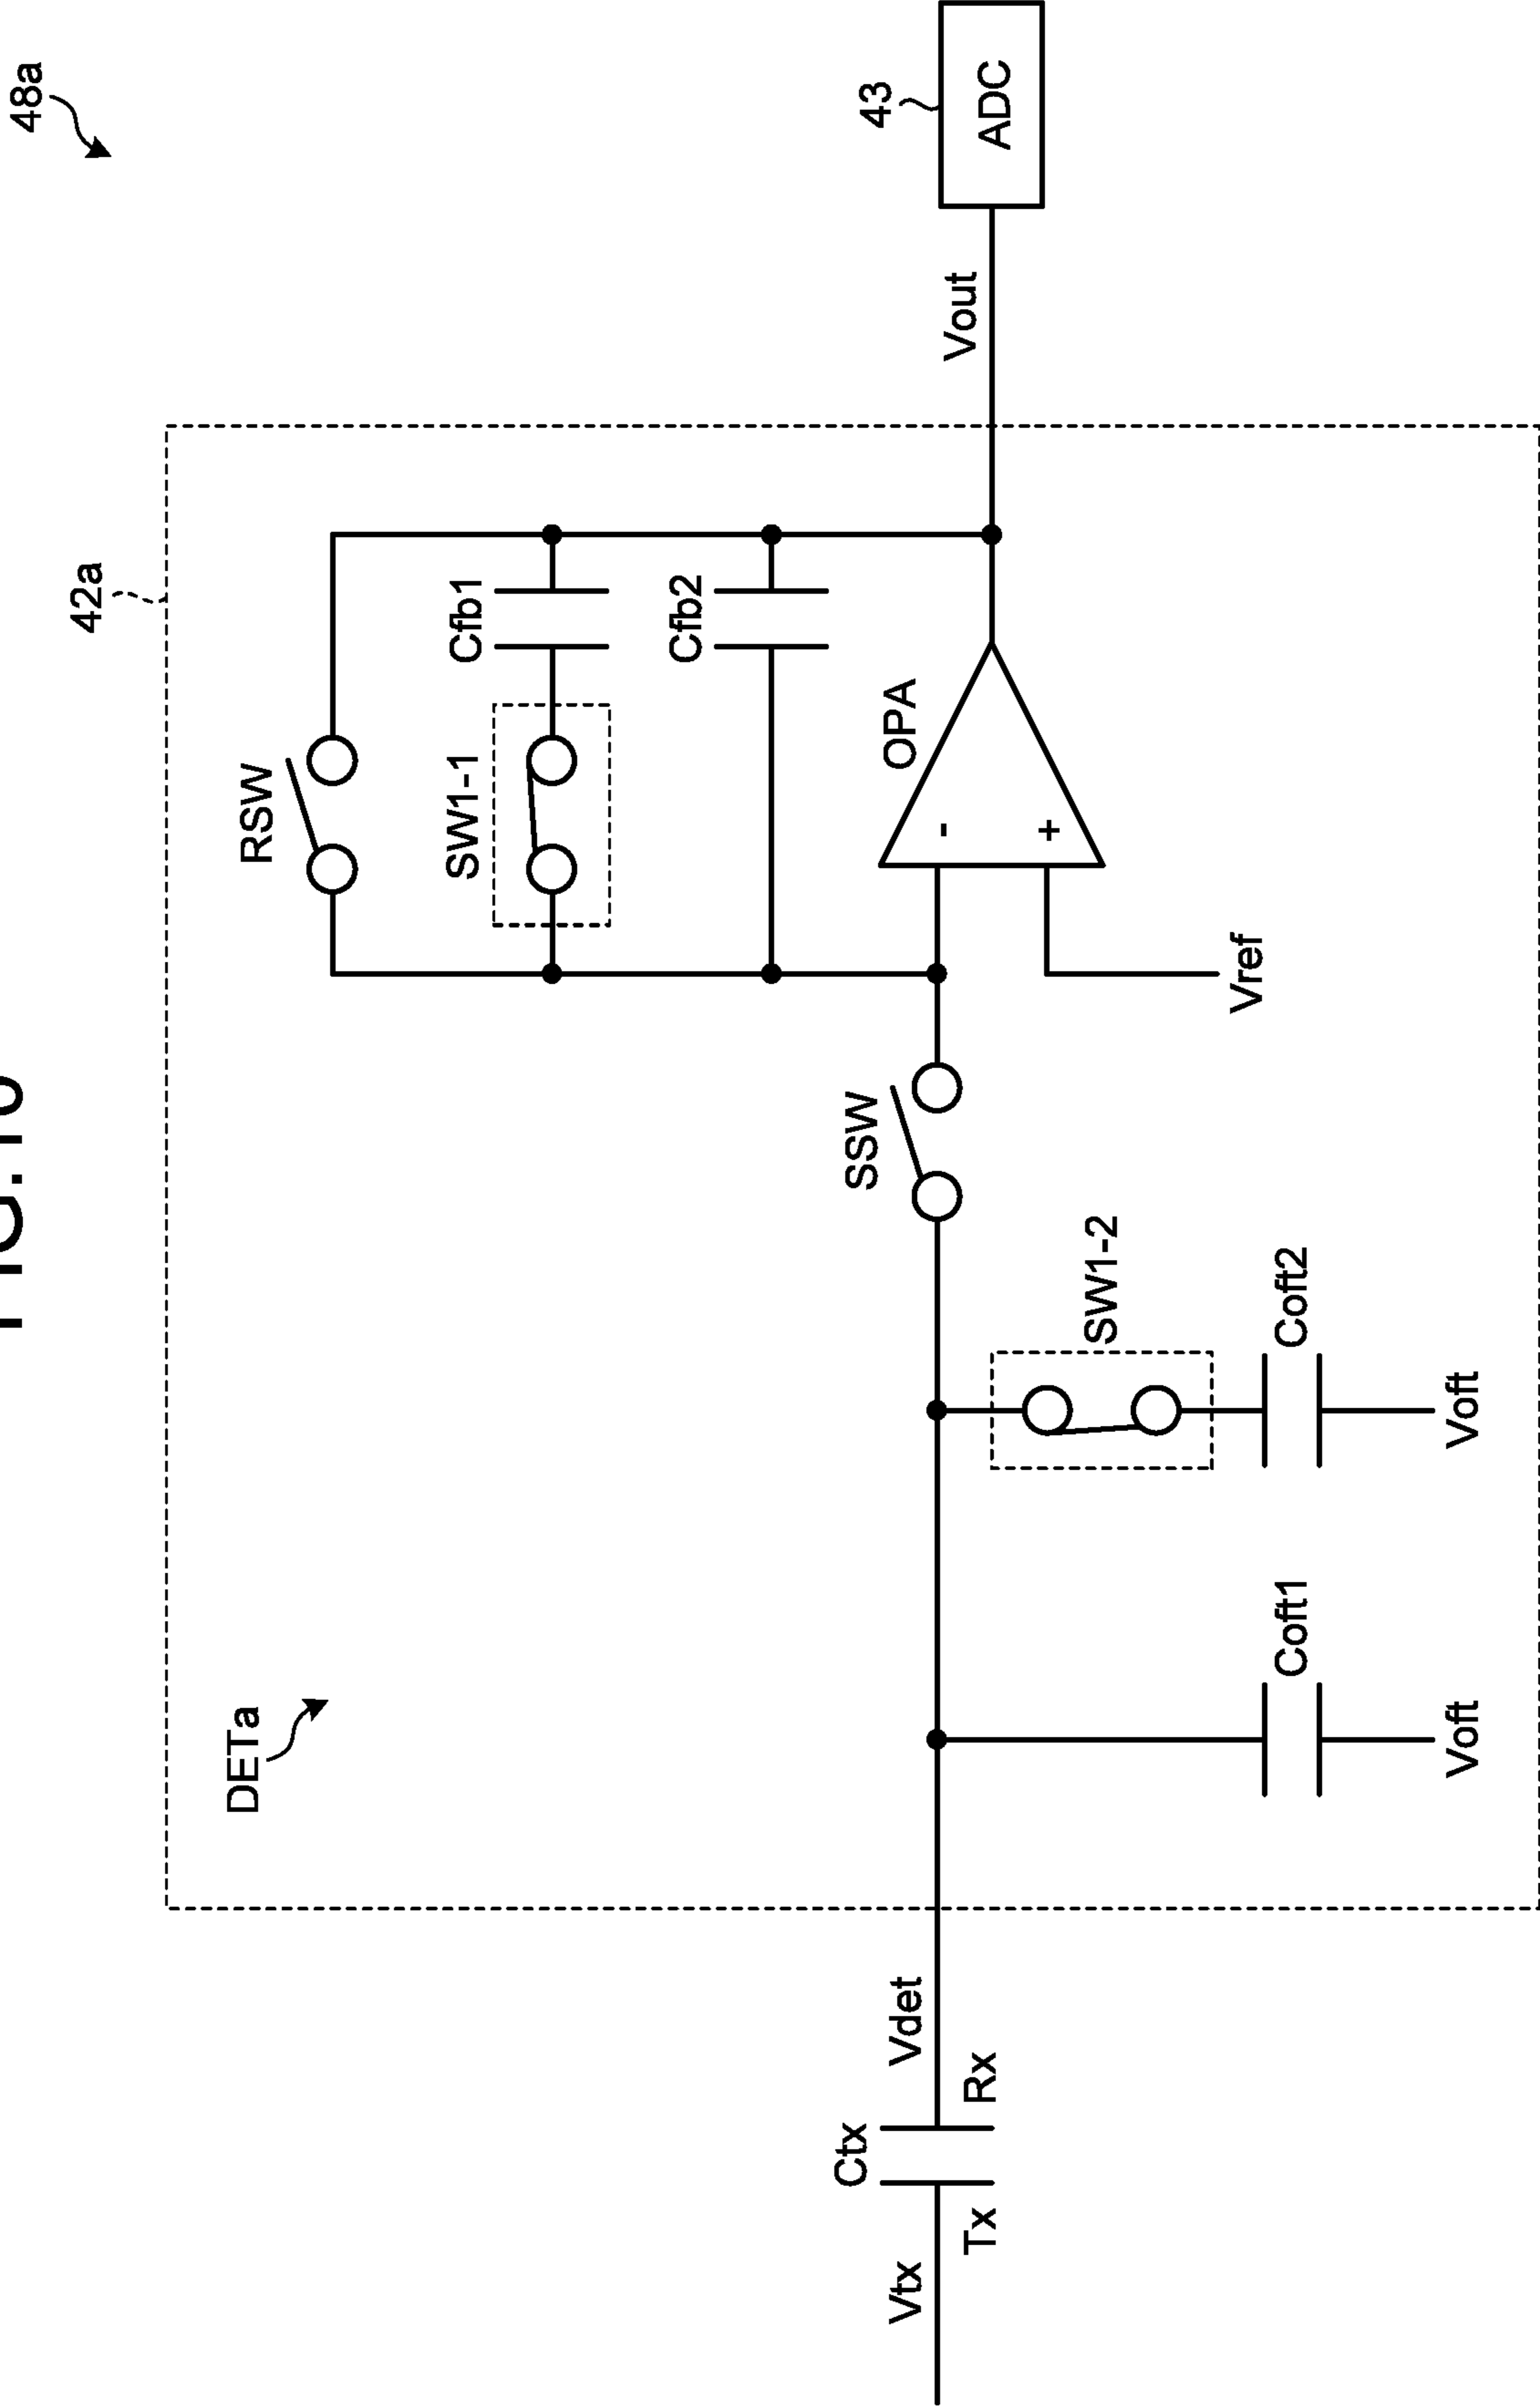 48a
42a
43
ADC
Vout
RSW
SW1-1
Cfb1
Cfb2
OPA
-
+
Vref
SSW
SW1-2
Coft2
Voft
Coft1
Voft
DETa
Vdet
Ctx
Rx
Tx
Vtx